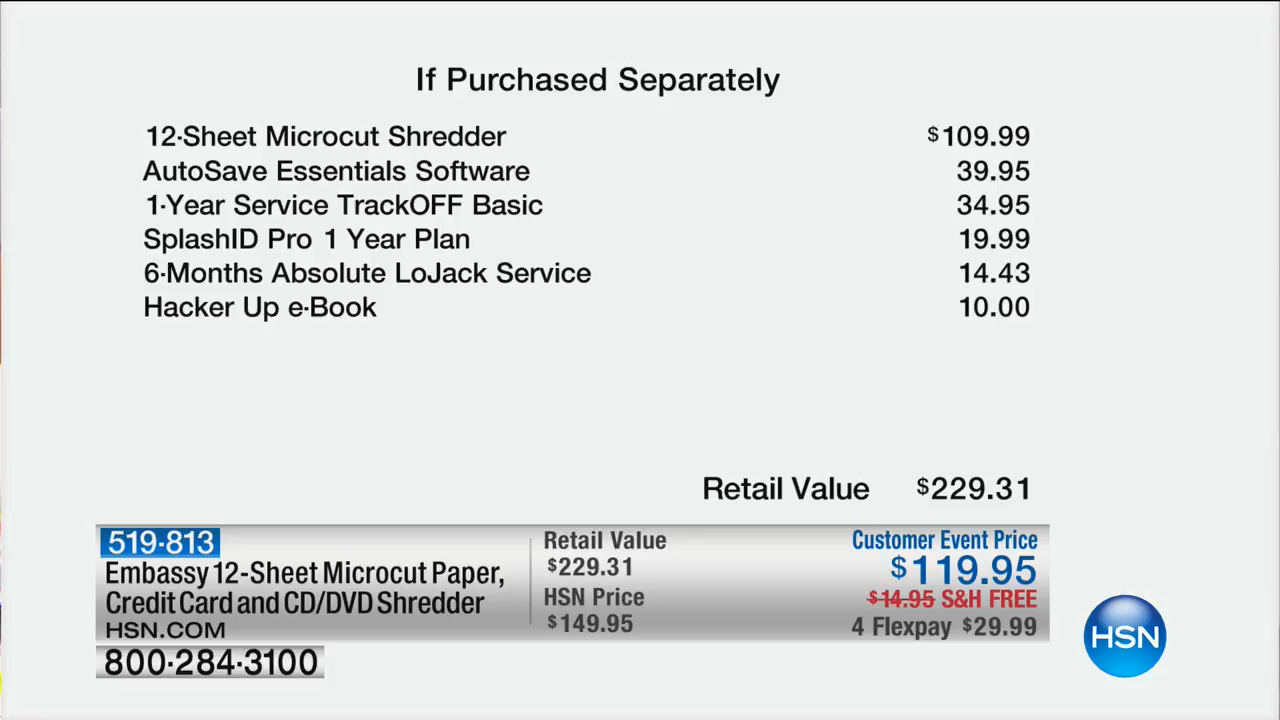 If Purchased Separately
12-Sheet Microcut Shredder $109.99
AutoSave Essentials Software 39.95
1-Year Service TrackOFF Basic 34.95
SplashID Pro 1 Year Plan 19.99
6-Months Absolute LoJack Service 14.43
Hacker Up e-Book 10.00
Retail Value $229.31
519-813
Embassy 12-Sheet Microcut Paper,
Credit Card and CD/DVD Shredder
HSN.COM
800-284-3100
Retail Value
$229.31
HSN Price
$149.95
Customer Event Price
$119.95
$14.95 S&H FREE
4 Flexpay $29.99
HSN